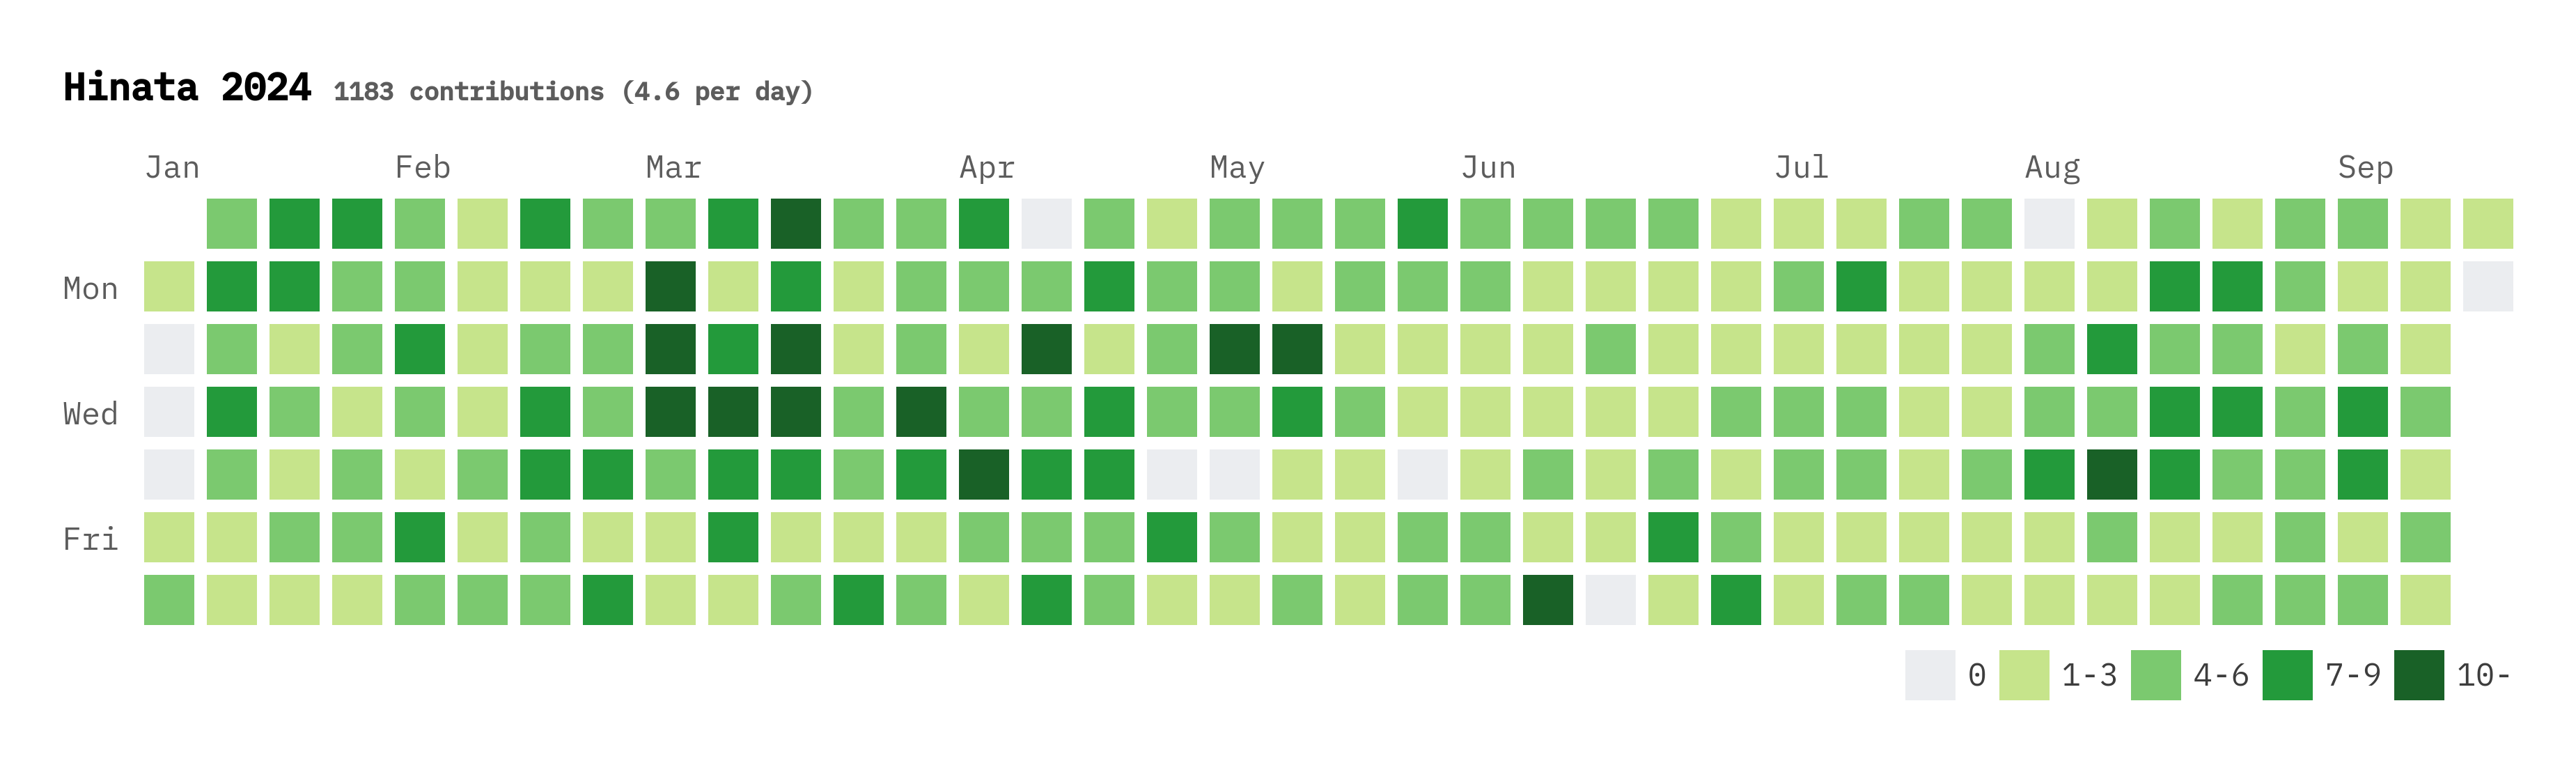 Hinata 2024 1183 contributions (4.6 per day)
Jan Feb Mar Apr May Jun Jul Aug Sep
Mon
Wed
Fri
0 1-3 4-6 7-9 10-